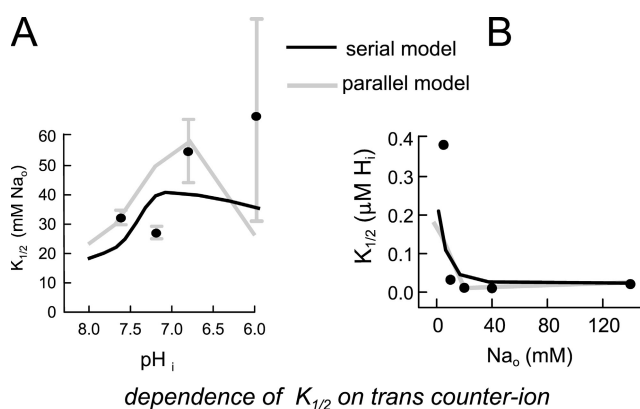 A
B
serial model
parallel model
K1/2 (mM Nao)
60
50
40
30
20
10
0
8.0 7.5 7.0 6.5 6.0
pH i
K1/2 (µM Hi)
0.4
0.3
0.2
0.1
0.0
0 40 80 120
Nao (mM)
dependence of K1/2 on trans counter-ion